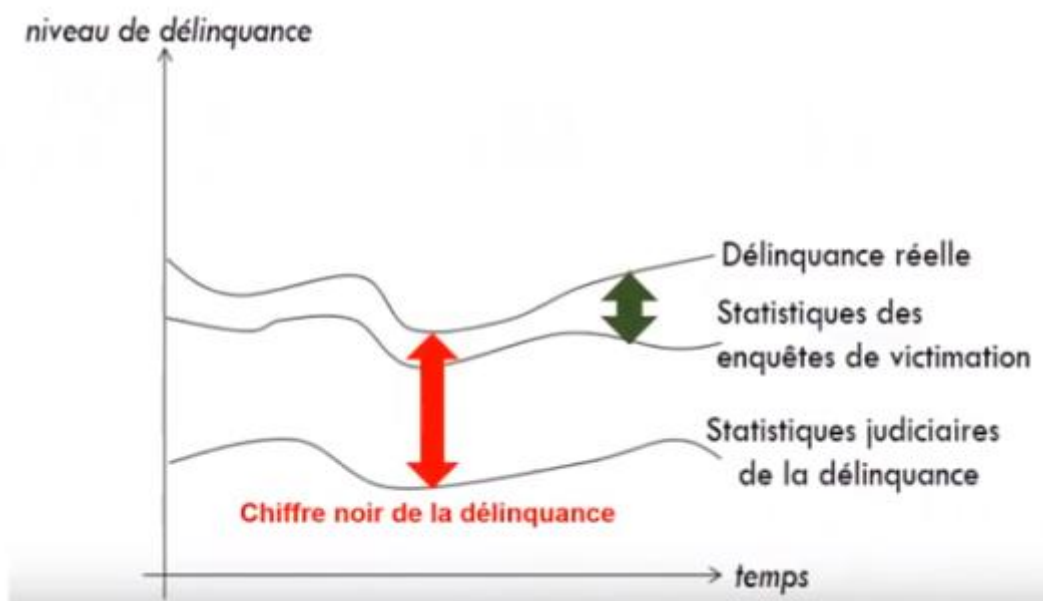 niveau de délinquance
Délinquance réelle
Statistiques des
enquêtes de victimation
Statistiques judiciaires
de la délinquance
Chiffre noir de la délinquance
temps